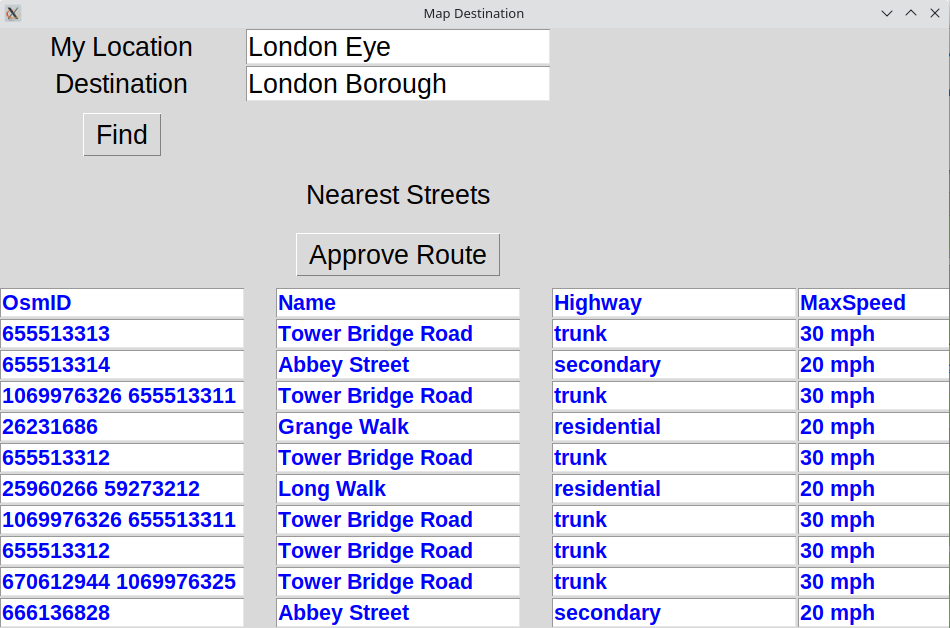 Map Destination
My Location London Eye
Destination London Borough
Find
Nearest Streets
Approve Route
OsmID Name Highway MaxSpeed
655513313 Tower Bridge Road trunk 30 mph
655513314 Abbey Street secondary 20 mph
1069976326 655513311 Tower Bridge Road trunk 30 mph
26231686 Grange Walk residential 20 mph
655513312 Tower Bridge Road trunk 30 mph
25960266 59273212 Long Walk residential 20 mph
1069976326 655513311 Tower Bridge Road trunk 30 mph
655513312 Tower Bridge Road trunk 30 mph
670612944 1069976325 Tower Bridge Road trunk 30 mph
666136828 Abbey Street secondary 20 mph